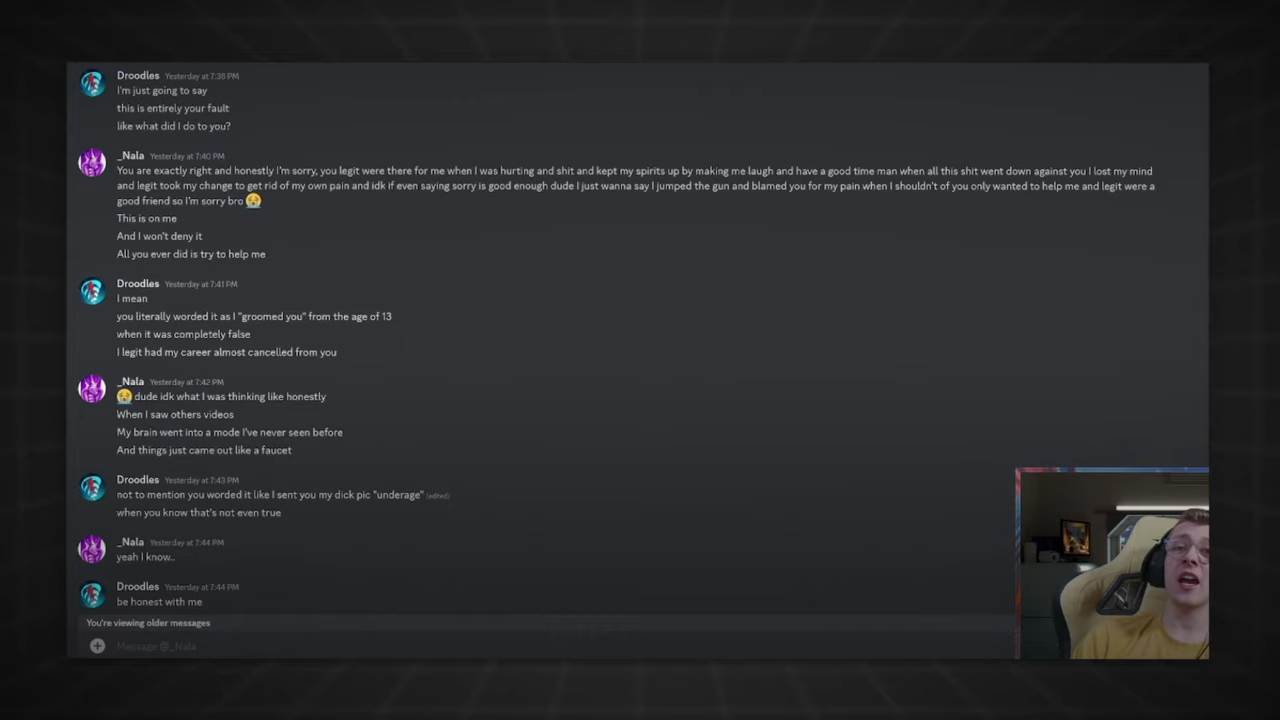 Droodles Yesterday at 7:38 PM
I'm just going to say
this is entirely your fault
like what did I do to you?
_Nala Yesterday at 7:40 PM
You are exactly right and honestly I'm sorry, you legit were there for me when I was hurting and shit and kept my spirits up by making me laugh and have a good time man when all this shit went down against you I lost my mind
and legit took my change to get rid of my own pain and idk if even saying sorry is good enough dude I just wanna say I jumped the gun and blamed you for my pain when I shouldn't of you only wanted to help me and legit were a
good friend so I'm sorry bro 😭
This is on me
And I won't deny it
All you ever did is try to help me
Droodles Yesterday at 7:41 PM
I mean
you literally worded it as I "groomed you" from the age of 13
when it was completely false
I legit had my career almost cancelled from you
_Nala Yesterday at 7:42 PM
😭 dude idk what I was thinking like honestly
When I saw others videos
My brain went into a mode I've never seen before
And things just came out like a faucet
Droodles Yesterday at 7:43 PM
not to mention you worded it like I sent you my dick pic "underage" (edited)
when you know that's not even true
_Nala Yesterday at 7:44 PM
yeah I know..
Droodles Yesterday at 7:44 PM
be honest with me
You're viewing older messages
Message @_Nala